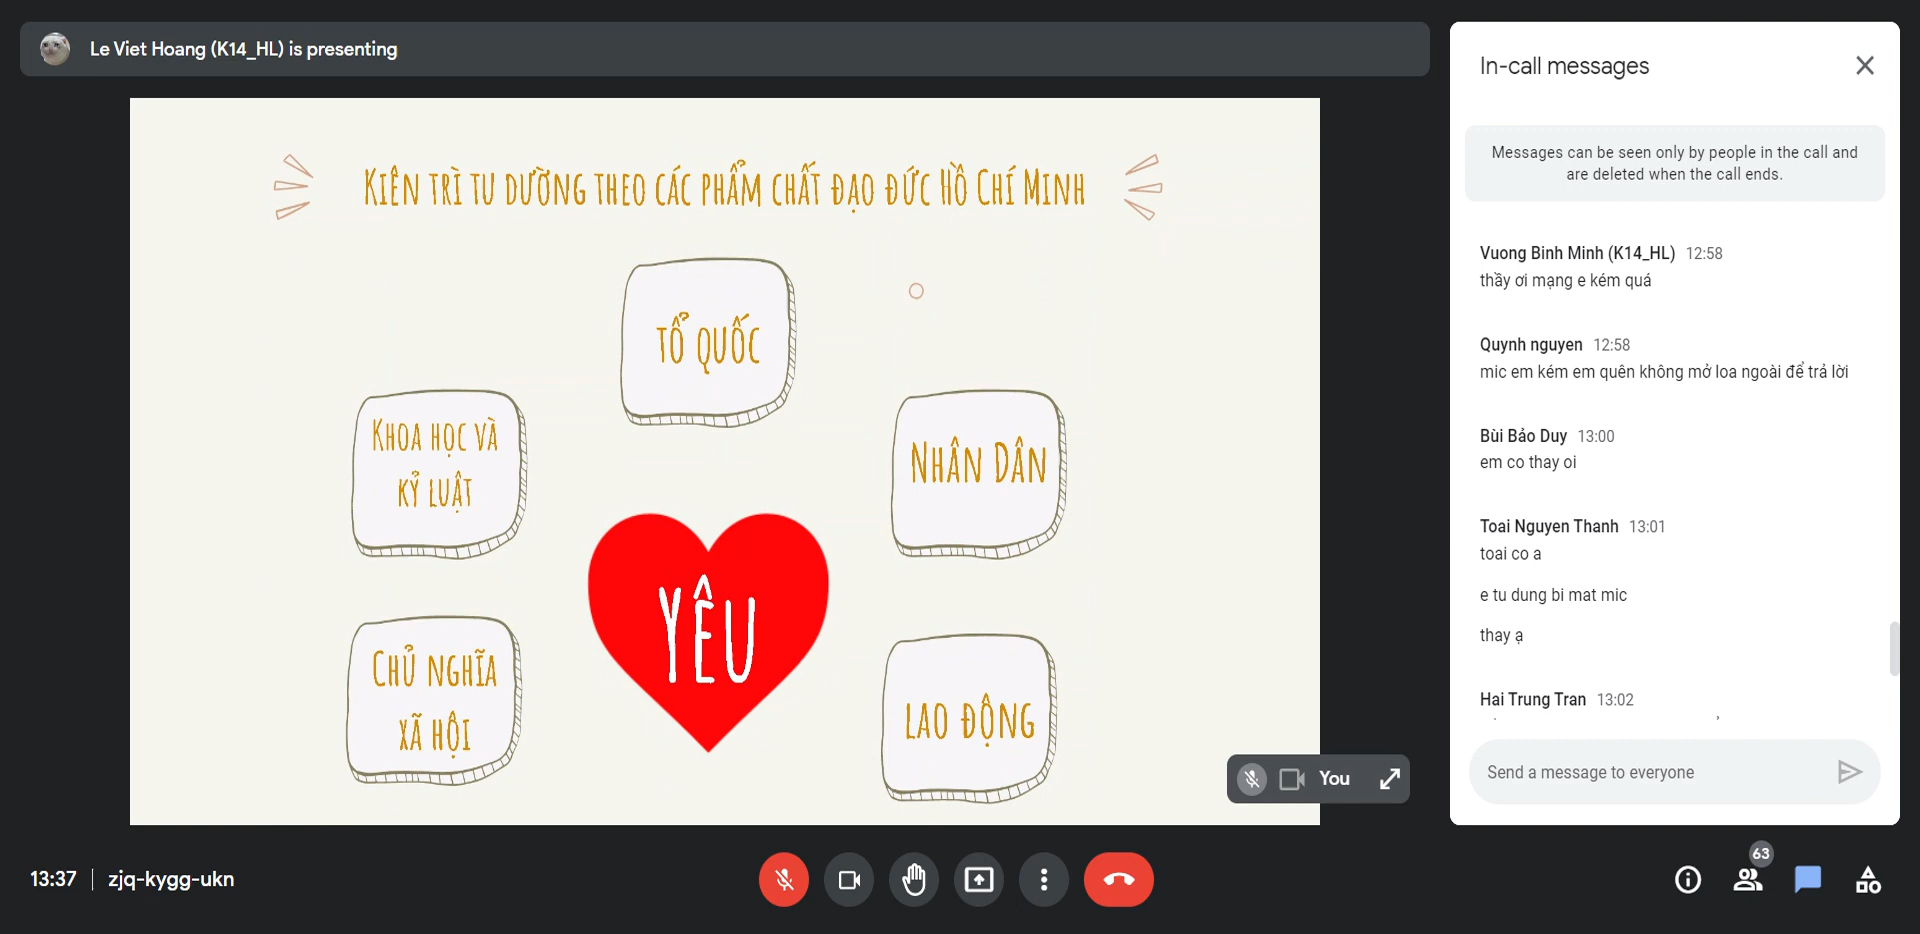 Le Viet Hoang (K14_HL) is presenting
KIÊN TRÌ TU DƯỜNG THEO CÁC PHẨM CHẤT ĐẠO ĐỨC HỒ CHÍ MINH
TỔ QUỐC
KHOA HỌC VÀ
KỶ LUẬT
NHÂN DÂN
YÊU
CHỦ NGHĨA
XÃ HỘI
LAO ĐỘNG
You
In-call messages
Messages can be seen only by people in the call and
are deleted when the call ends.
Vuong Binh Minh (K14_HL) 12:58
thầy ơi mạng e kém quá
Quynh nguyen 12:58
mic em kém em quên không mở loa ngoài để trả lời
Bùi Bảo Duy 13:00
em co thay oi
Toai Nguyen Thanh 13:01
toai co a
e tu dung bi mat mic
thay ạ
Hai Trung Tran 13:02
Send a message to everyone
13:37 | zjq-kygg-ukn
63